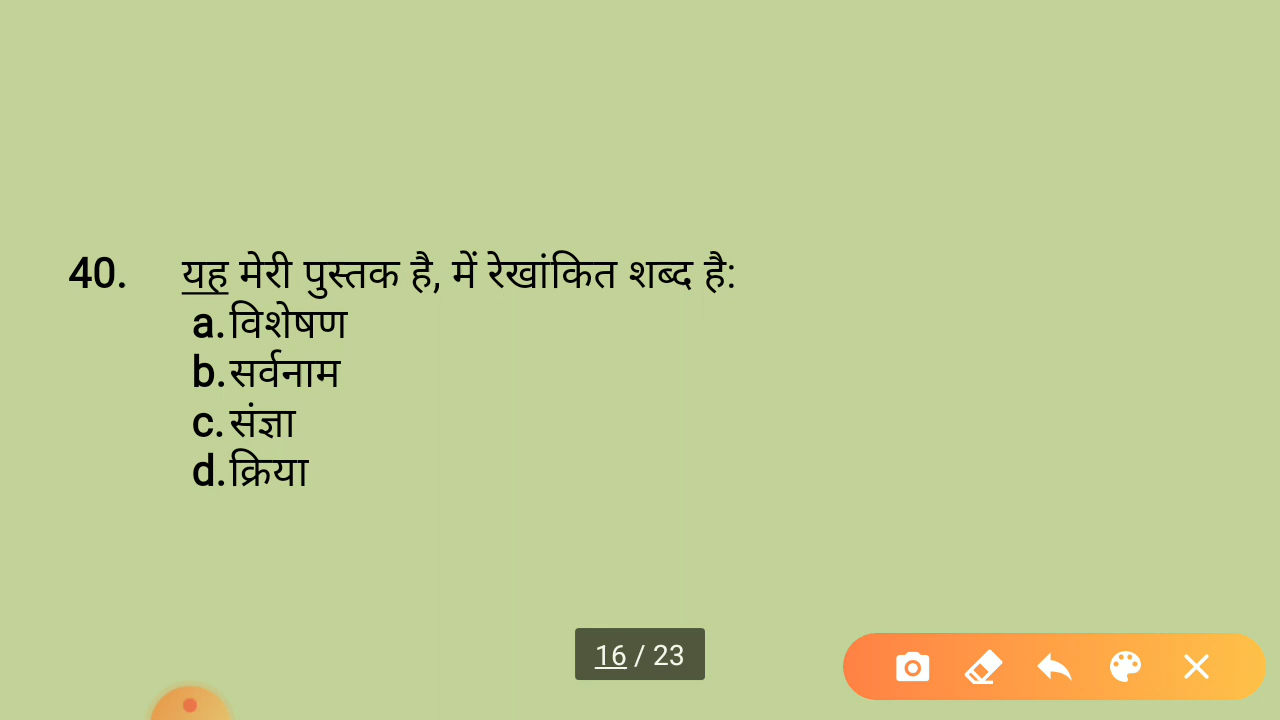 40. यह मेरी पुस्तक है, में रेखांकित शब्द है:
a. विशेषण
b. सर्वनाम
c. संज्ञा
d. क्रिया
16 / 23